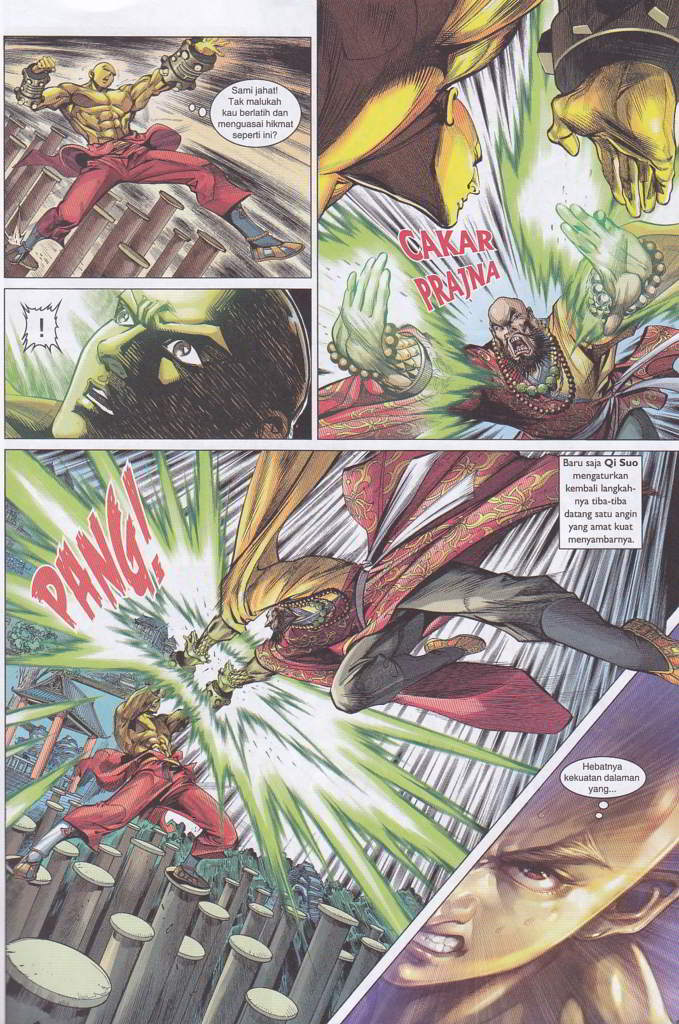 Sami jahat!
Tak malukah
kau berlatih dan
menguasai hikmat
seperti ini?
CAKAR
PRAJNA
!
Baru saja Qi Suo
mengaturkan
kembali langkah-
nya tiba-tiba
datang satu angin
yang amat kuat
menyambarnya.
PANG!
Hebatnya
kekuatan dalaman
yang...